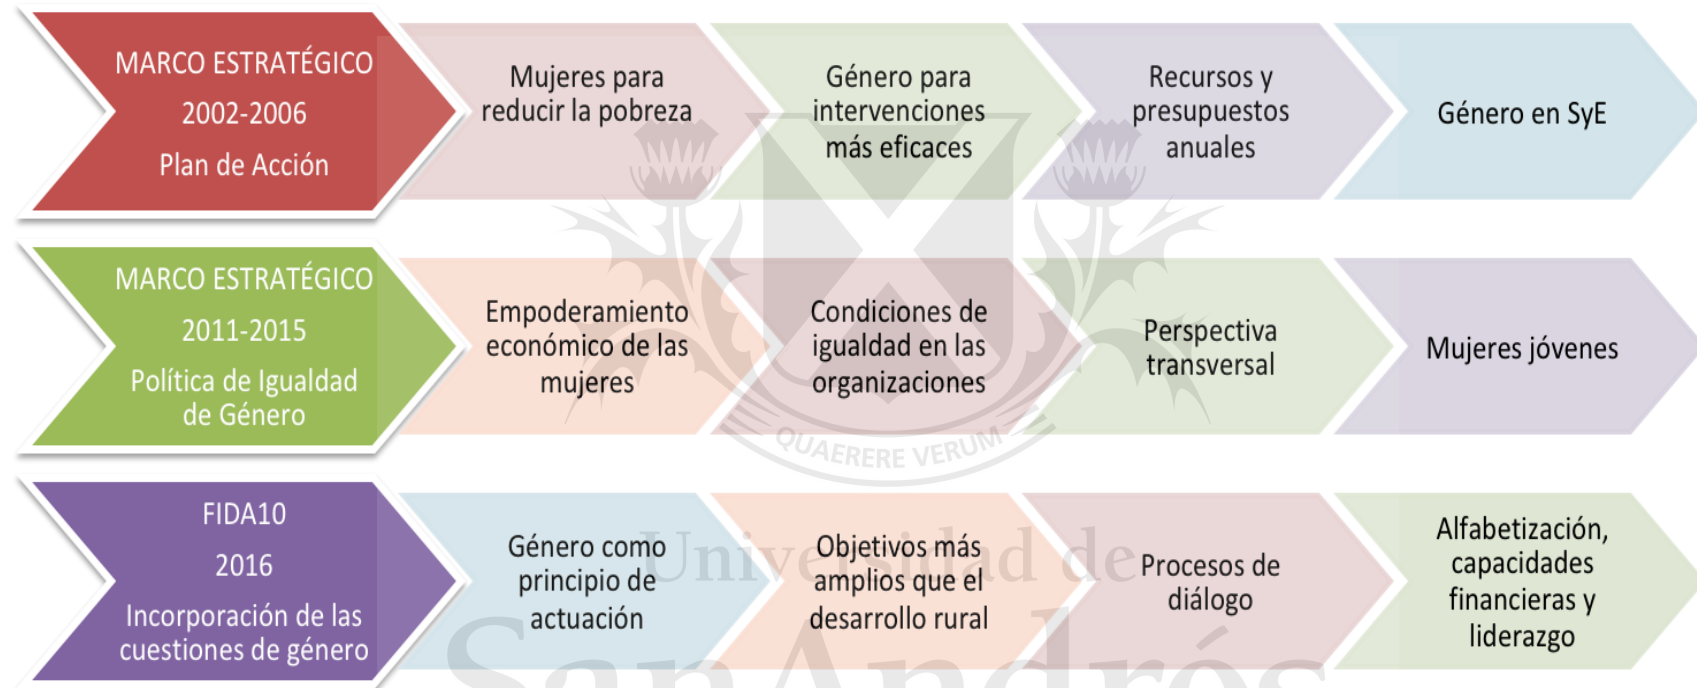 MARCO ESTRATÉGICO
2002-2006
Plan de Acción
Mujeres para
reducir la pobreza
Género para
intervenciones
más eficaces
Recursos y
presupuestos
anuales
Género en SyE
MARCO ESTRATÉGICO
2011-2015
Política de Igualdad
de Género
Empoderamiento
económico de las
mujeres
Condiciones de
igualdad en las
organizaciones
Perspectiva
transversal
Mujeres jóvenes
QUAERERE VERUM
FIDA10
2016
Incorporación de las
cuestiones de género
Género como
principio de
actuación
Objetivos más
amplios que el
desarrollo rural
Procesos de
diálogo
Alfabetización,
capacidades
financieras y
liderazgo
Universidad de
SanAndrés